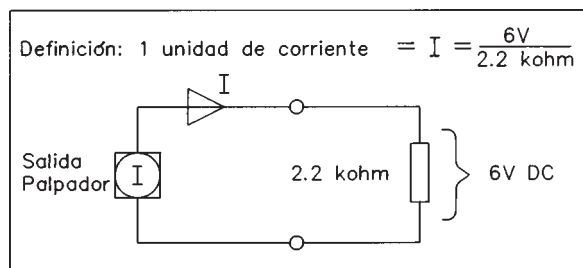 Definición: 1 unidad de corriente = I = 6V / 2.2 kohm
I
Salida
Palpador
I
2.2 kohm
6V DC